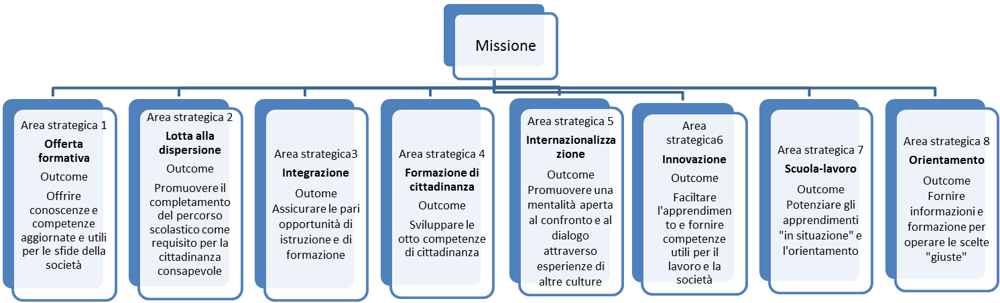 Missione
Area strategica 1
Offerta
formativa
Outcome
Offrire
conoscenze e
competenze
aggiornate e utili
per le sfide della
società
Area strategica 2
Lotta alla
dispersione
Outcome
Promuovere il
completamento
del percorso
scolastico come
requisito per la
cittadinanza
consapevole
Area strategica3
Integrazione
Outome
Assicurare le pari
opportunità di
istruzione e di
formazione
Area strategica 4
Formazione di
cittadinanza
Outcome
Sviluppare le
otto competenze
di cittadinanza
Area strategica 5
Internazionalizza
zione
Outcome
Promuovere una
mentalità aperta
al confronto e al
dialogo
attraverso
esperienze di
altre culture
Area
strategica6
Innovazione
Outcome
Faciltare
l'apprendimen
to e fornire
competenze
utili per il
lavoro e la
società
Area strategica 7
Scuola-lavoro
Outcome
Potenziare gli
apprendimenti
"in situazione" e
l'orientamento
Area strategica 8
Orientamento
Outcome
Fornire
informazioni e
formazione per
operare le scelte
"giuste"